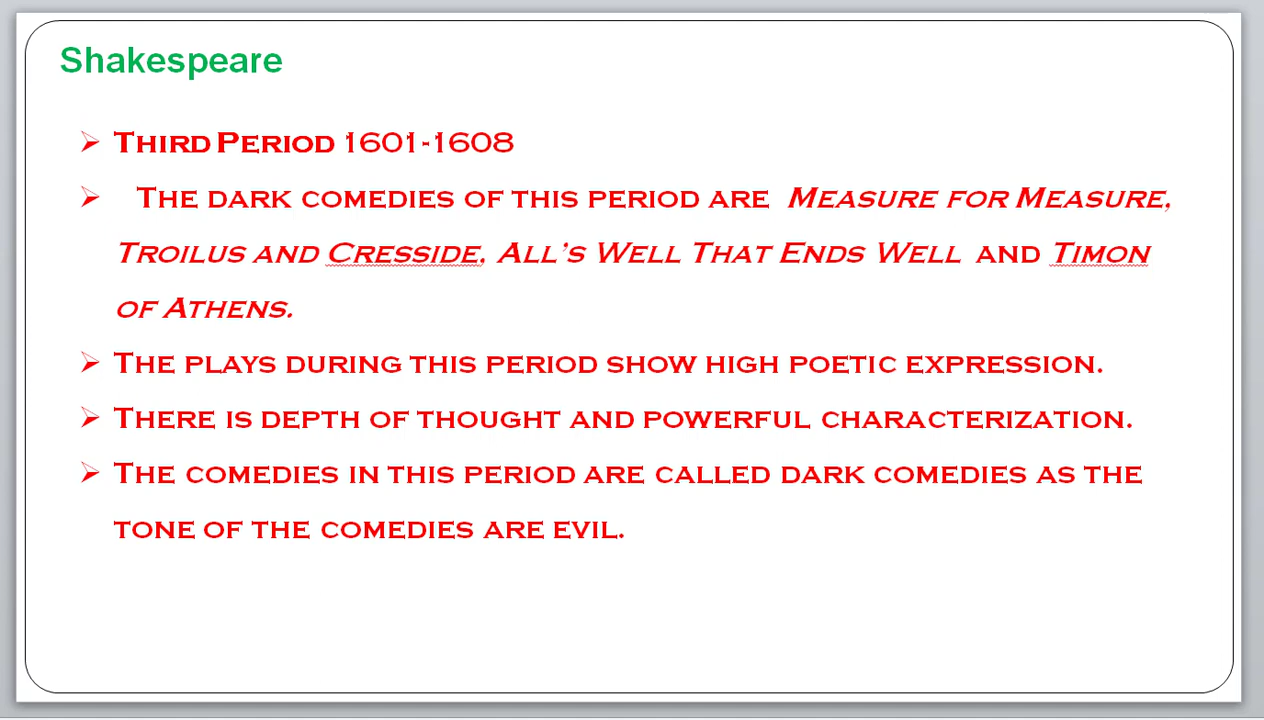 Shakespeare
Third Period 1601-1608
The dark comedies of this period are Measure for Measure,
Troilus and Cresside, All's Well That Ends Well and Timon
of Athens.
The plays during this period show high poetic expression.
There is depth of thought and powerful characterization.
The comedies in this period are called dark comedies as the
tone of the comedies are evil.